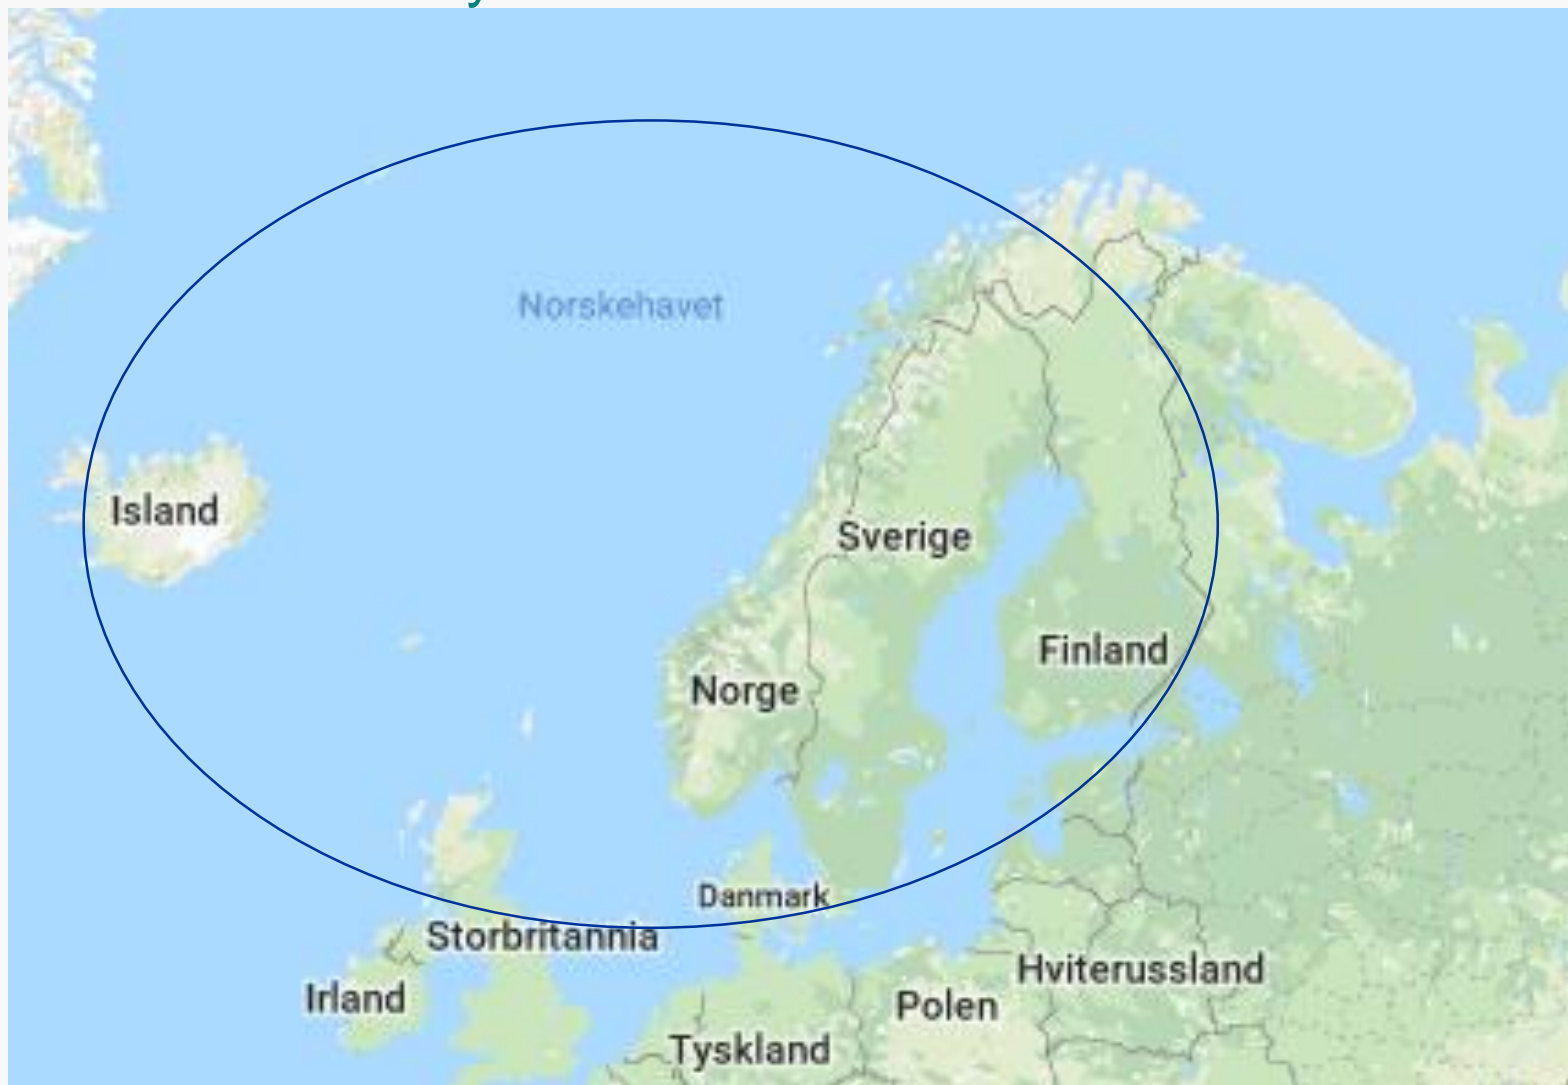 Norskehavet
Island
Sverige
Finland
Norge
Danmark
Storbritannia
Hviterussland
Irland
Polen
Tyskland